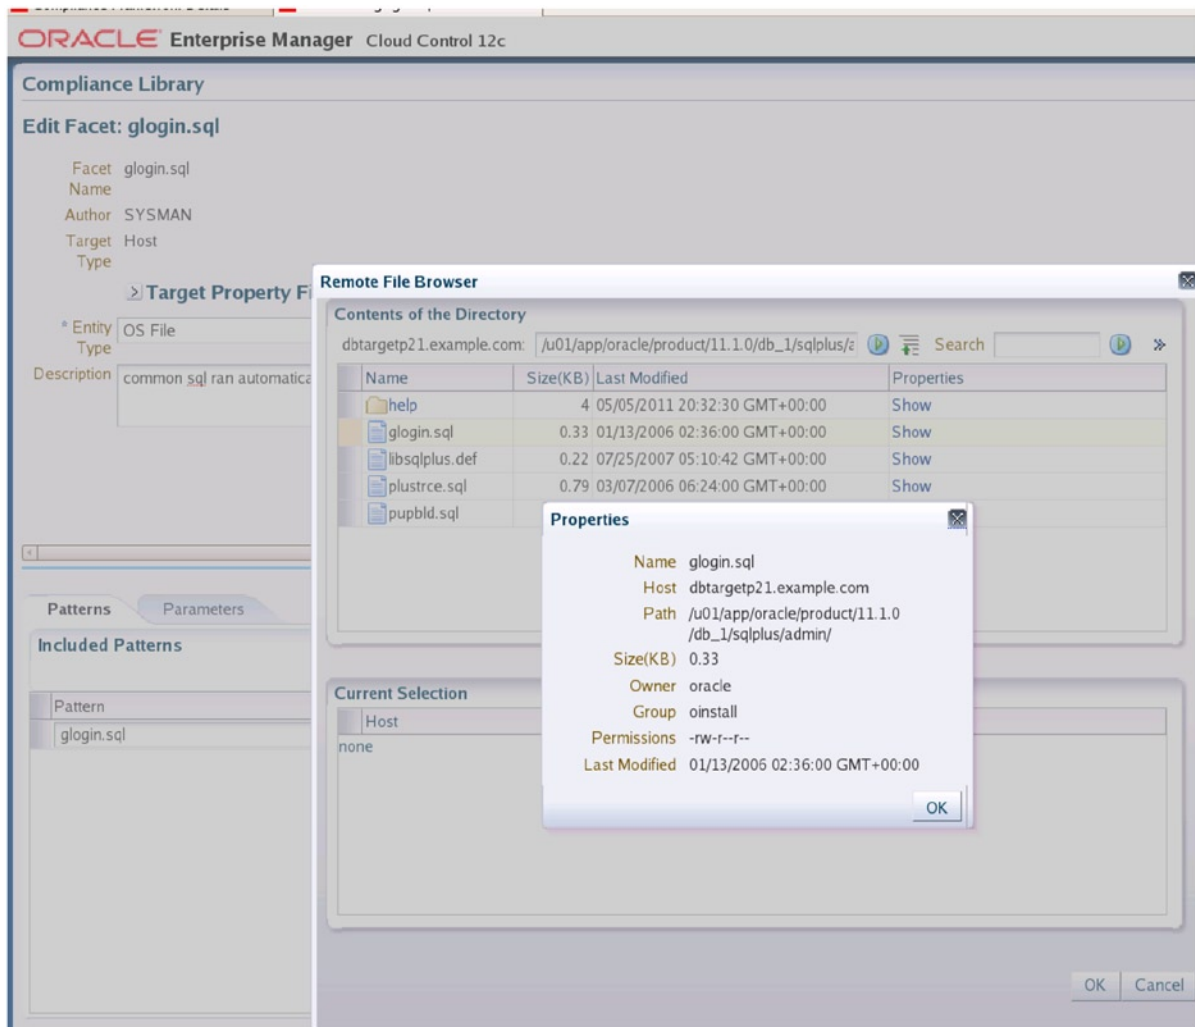 ORACLE Enterprise Manager Cloud Control 12c
Compliance Library
Edit Facet: glogin.sql
Facet Name glogin.sql
Author SYSMAN
Target Type Host
Target Property Fi
* Entity Type OS File
Description common sql ran automatica
Patterns Parameters
Included Patterns
Pattern
glogin.sql
Remote File Browser
Contents of the Directory
dbtargetp21.example.com: /u01/app/oracle/product/11.1.0/db_1/sqlplus/a Search
Name Size(KB) Last Modified Properties
help 4 05/05/2011 20:32:30 GMT+00:00 Show
glogin.sql 0.33 01/13/2006 02:36:00 GMT+00:00 Show
libsqlplus.def 0.22 07/25/2007 05:10:42 GMT+00:00 Show
plustrce.sql 0.79 03/07/2006 06:24:00 GMT+00:00 Show
pupbld.sql
Current Selection
Host
none
Properties
Name glogin.sql
Host dbtargetp21.example.com
Path /u01/app/oracle/product/11.1.0
/db_1/sqlplus/admin/
Size(KB) 0.33
Owner oracle
Group oinstall
Permissions -rw-r--r--
Last Modified 01/13/2006 02:36:00 GMT+00:00
OK
OK Cancel